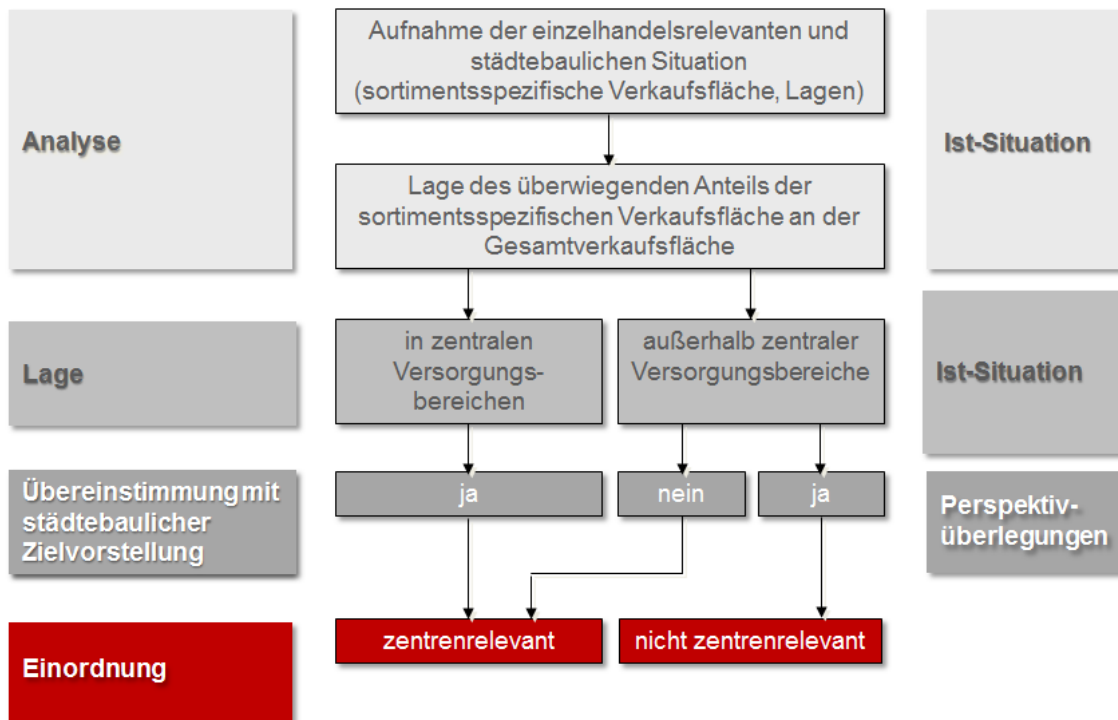 Aufnahme der einzelhandelsrelevanten und
städtebaulichen Situation
(sortimentsspezifische Verkaufsfläche, Lagen)
Analyse
Ist-Situation
Lage des überwiegenden Anteils der
sortimentsspezifischen Verkaufsfläche an der
Gesamtverkaufsfläche
Lage
in zentralen
Versorgungs-
bereichen
außerhalb zentraler
Versorgungsbereiche
Ist-Situation
Übereinstimmung mit
städtebaulicher
Zielvorstellung
ja
nein
ja
Perspektiv-
überlegungen
Einordnung
zentrenrelevant
nicht zentrenrelevant